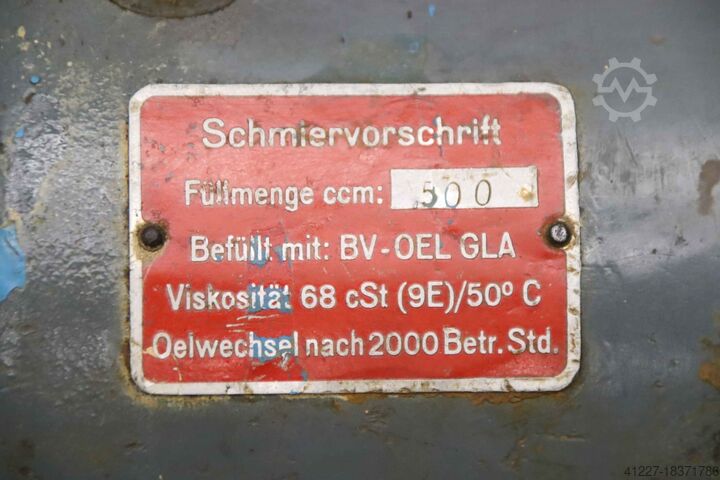 Schmiervorschrift
Füllmenge ccm: 500
Befüllt mit: BV-OEL GLA
Viskosität 68 cSt (9E)/50° C
Oelwechsel nach 2000 Betr. Std.
41227-18371786